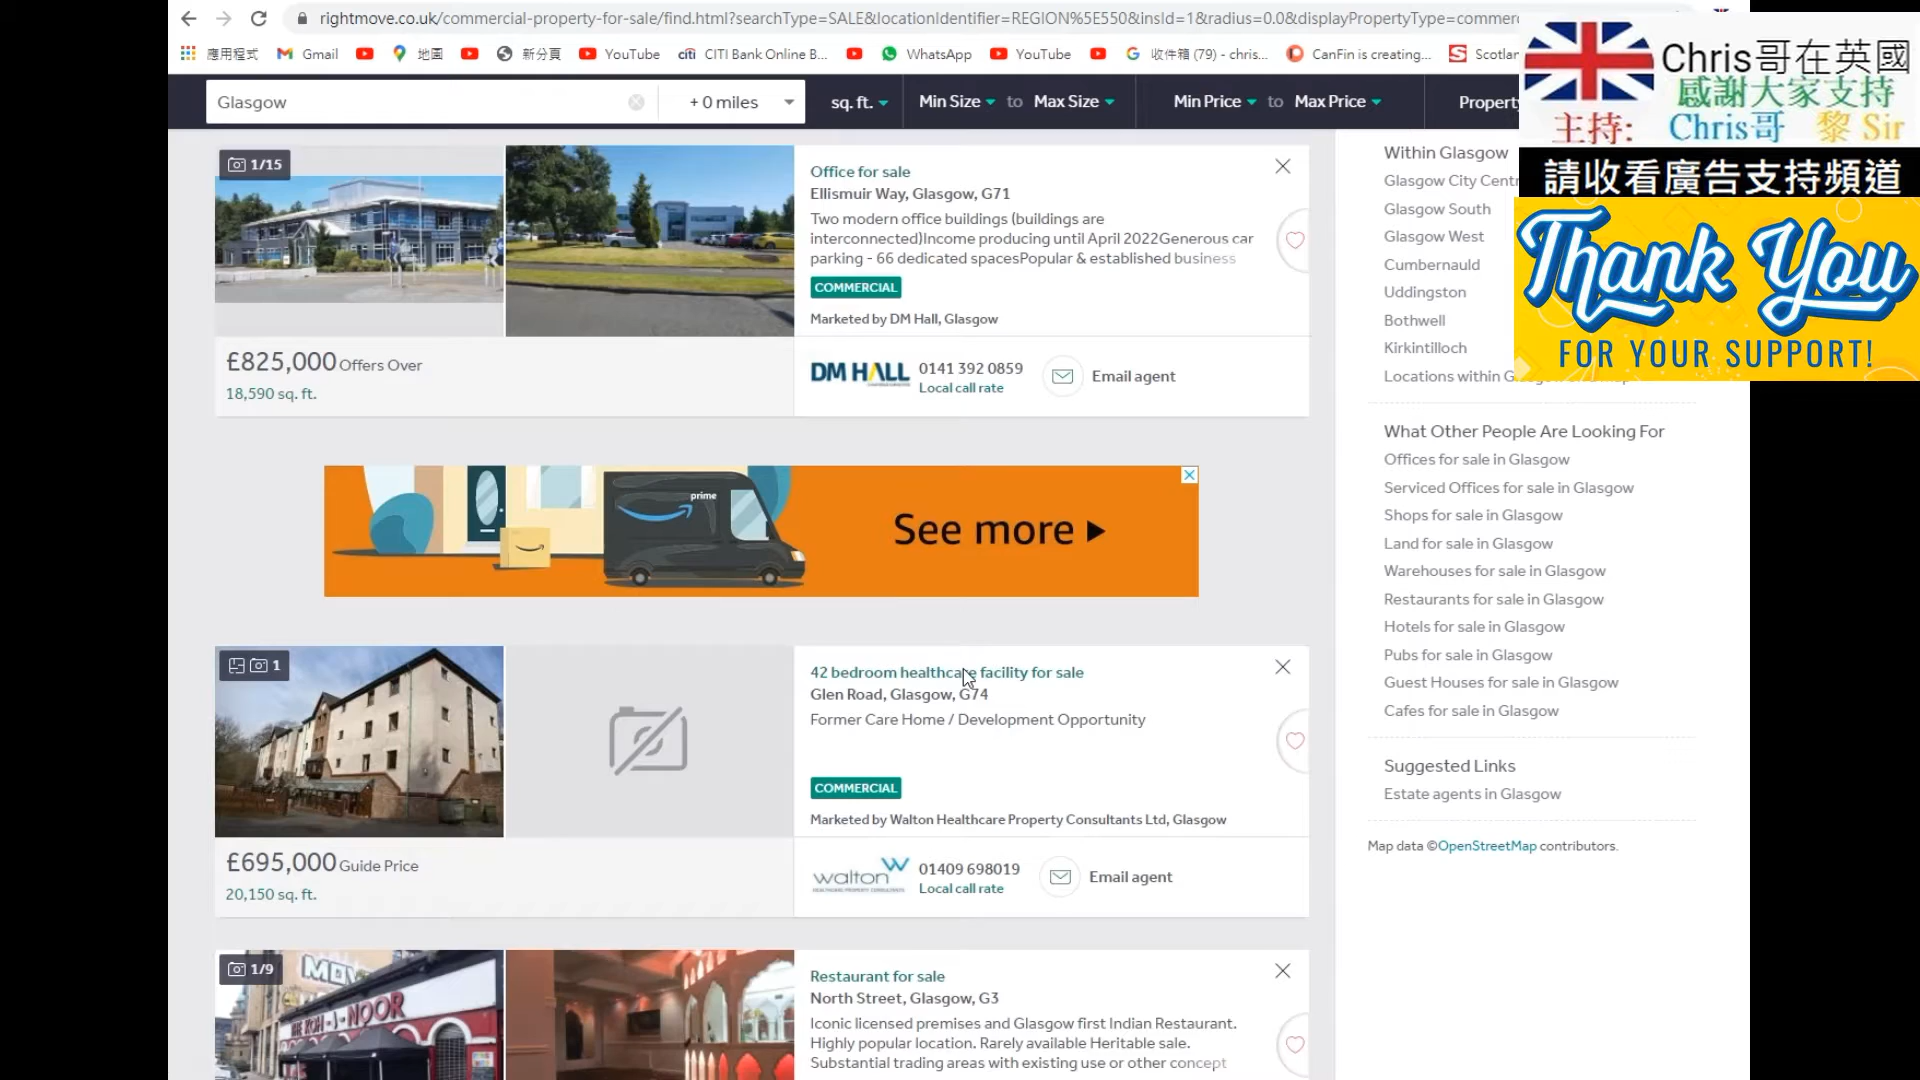 rightmove.co.uk/commercial-property-for-sale/find.html?searchType=SALE&locationIdentifier=REGION%5E550&insId=1&radius=0.0&displayPropertyType=commer
應用程式 Gmail 地圖 新分頁 YouTube citi CITI Bank Online B... WhatsApp YouTube 收件箱 (79) - chris... CanFin is creating... Scotlan
Chris哥在英國
感謝大家支持
主持: Chris哥 黎 Sir
請收看廣告支持頻道
Thank You
FOR YOUR SUPPORT!
Glasgow + 0 miles sq. ft. Min Size to Max Size Min Price to Max Price Property
1/15
Office for sale
Ellismuir Way, Glasgow, G71
Two modern office buildings (buildings are
interconnected)Income producing until April 2022Generous car
parking - 66 dedicated spacesPopular & established business
COMMERCIAL
Marketed by DM Hall, Glasgow
£825,000 Offers Over
18,590 sq. ft.
DM HALL
0141 392 0859
Local call rate
Email agent
prime
See more
1
42 bedroom healthcare facility for sale
Glen Road, Glasgow, G74
Former Care Home / Development Opportunity
COMMERCIAL
Marketed by Walton Healthcare Property Consultants Ltd, Glasgow
£695,000 Guide Price
20,150 sq. ft.
walton
HEALTHCARE PROPERTY CONSULTANTS
01409 698019
Local call rate
Email agent
1/9
KOH-I-NOOR
Restaurant for sale
North Street, Glasgow, G3
Iconic licensed premises and Glasgow first Indian Restaurant.
Highly popular location. Rarely available Heritable sale.
Substantial trading areas with existing use or other concept
Within Glasgow
Glasgow City Centr
Glasgow South
Glasgow West
Cumbernauld
Uddingston
Bothwell
Kirkintilloch
Locations within G
What Other People Are Looking For
Offices for sale in Glasgow
Serviced Offices for sale in Glasgow
Shops for sale in Glasgow
Land for sale in Glasgow
Warehouses for sale in Glasgow
Restaurants for sale in Glasgow
Hotels for sale in Glasgow
Pubs for sale in Glasgow
Guest Houses for sale in Glasgow
Cafes for sale in Glasgow
Suggested Links
Estate agents in Glasgow
Map data ©OpenStreetMap contributors.